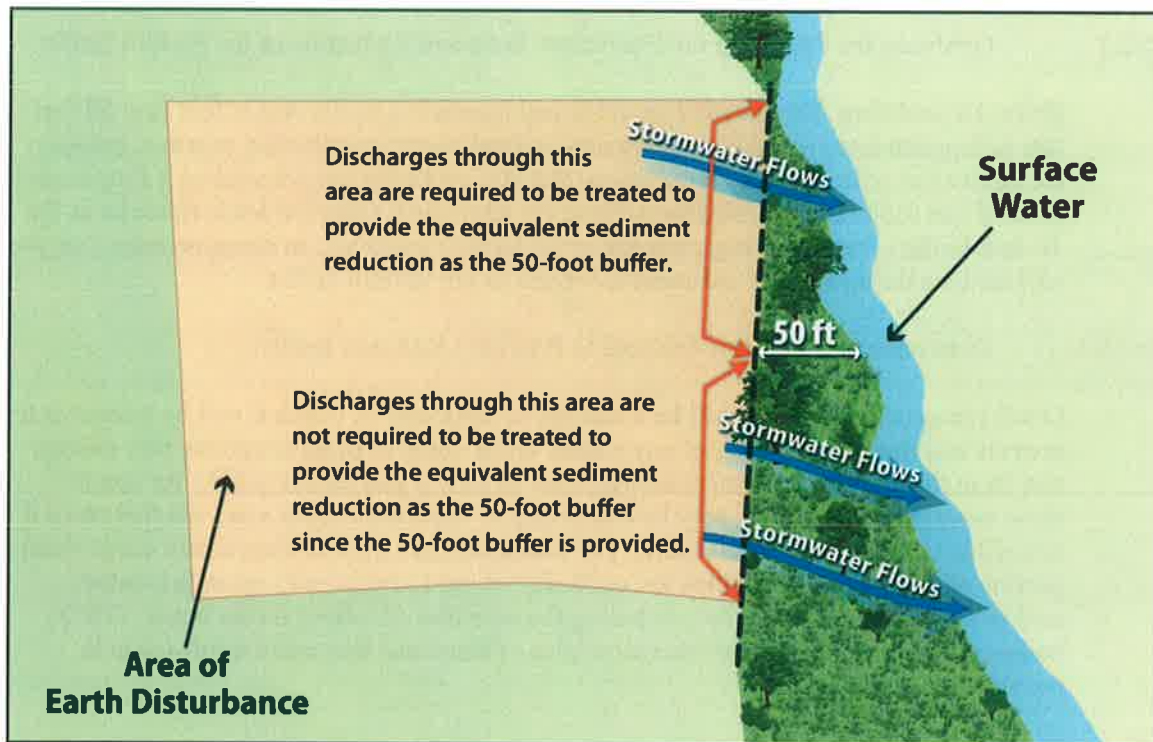 Discharges through this
area are required to be treated to
provide the equivalent sediment
reduction as the 50-foot buffer.
Stormwater Flows
Surface
Water
50 ft
Discharges through this area are
not required to be treated to
provide the equivalent sediment
reduction as the 50-foot buffer
since the 50-foot buffer is provided.
Stormwater Flows
Stormwater Flows
Area of
Earth Disturbance